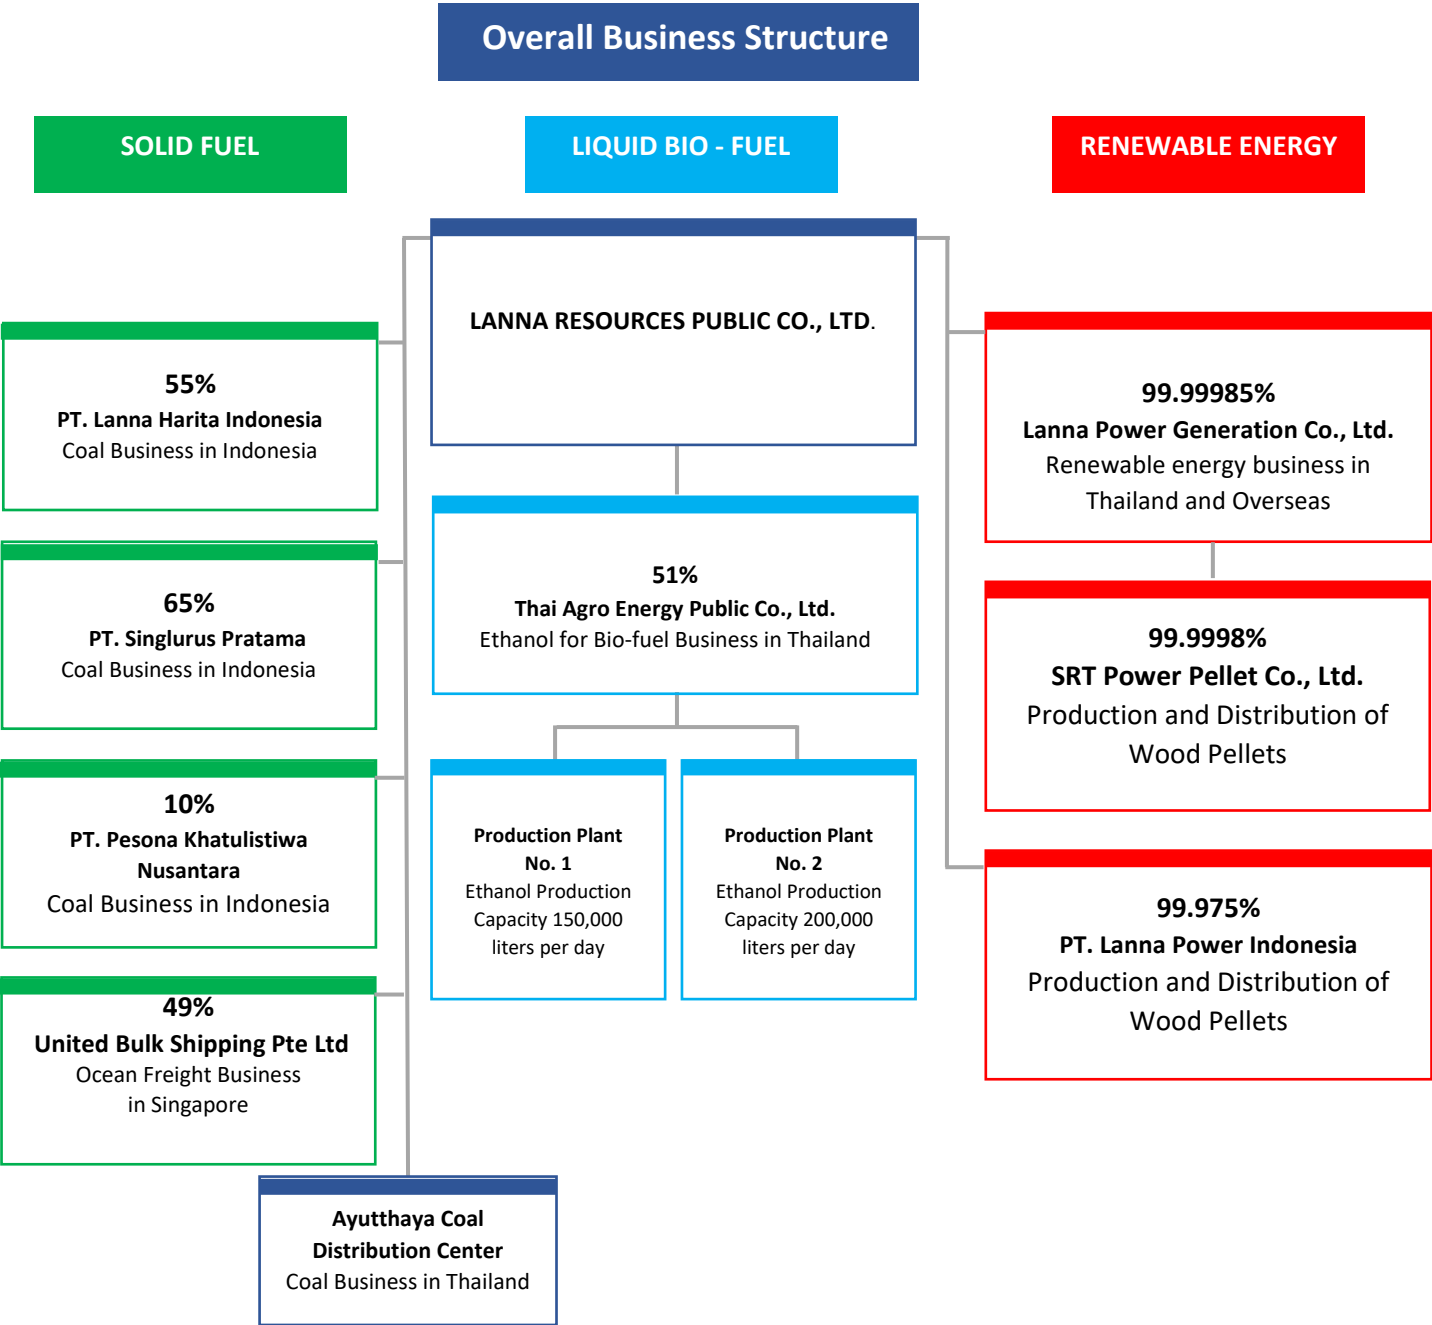 Overall Business Structure
SOLID FUEL
LIQUID BIO - FUEL
RENEWABLE ENERGY
LANNA RESOURCES PUBLIC CO., LTD.
55%
PT. Lanna Harita Indonesia
Coal Business in Indonesia
65%
PT. Singlurus Pratama
Coal Business in Indonesia
10%
PT. Pesona Khatulistiwa
Nusantara
Coal Business in Indonesia
49%
United Bulk Shipping Pte Ltd
Ocean Freight Business
in Singapore
Ayutthaya Coal
Distribution Center
Coal Business in Thailand
51%
Thai Agro Energy Public Co., Ltd.
Ethanol for Bio-fuel Business in Thailand
Production Plant
No. 1
Ethanol Production
Capacity 150,000
liters per day
Production Plant
No. 2
Ethanol Production
Capacity 200,000
liters per day
99.99985%
Lanna Power Generation Co., Ltd.
Renewable energy business in
Thailand and Overseas
99.9998%
SRT Power Pellet Co., Ltd.
Production and Distribution of
Wood Pellets
99.975%
PT. Lanna Power Indonesia
Production and Distribution of
Wood Pellets